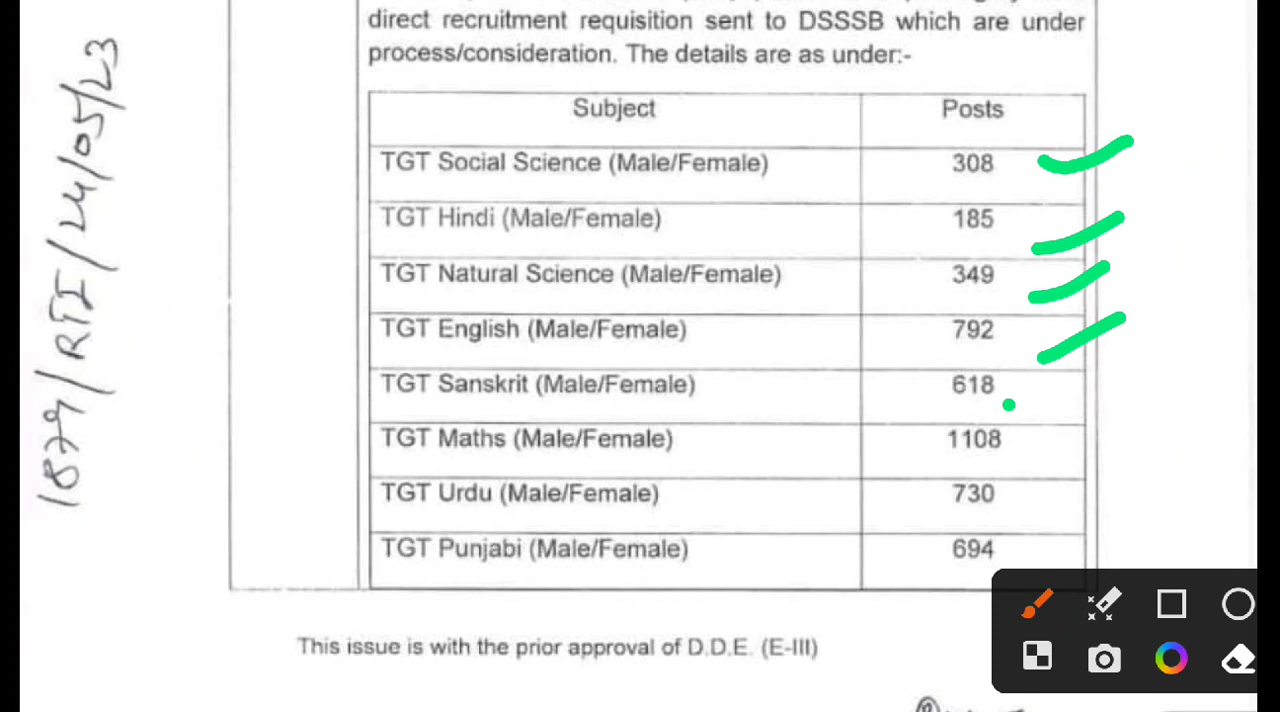 direct recruitment requisition sent to DSSSB which are under
process/consideration. The details are as under:-
Subject Posts
TGT Social Science (Male/Female) 308
TGT Hindi (Male/Female) 185
TGT Natural Science (Male/Female) 349
TGT English (Male/Female) 792
TGT Sanskrit (Male/Female) 618
TGT Maths (Male/Female) 1108
TGT Urdu (Male/Female) 730
TGT Punjabi (Male/Female) 694
This issue is with the prior approval of D.D.E. (E-III)
1879/RTI/24/05/23